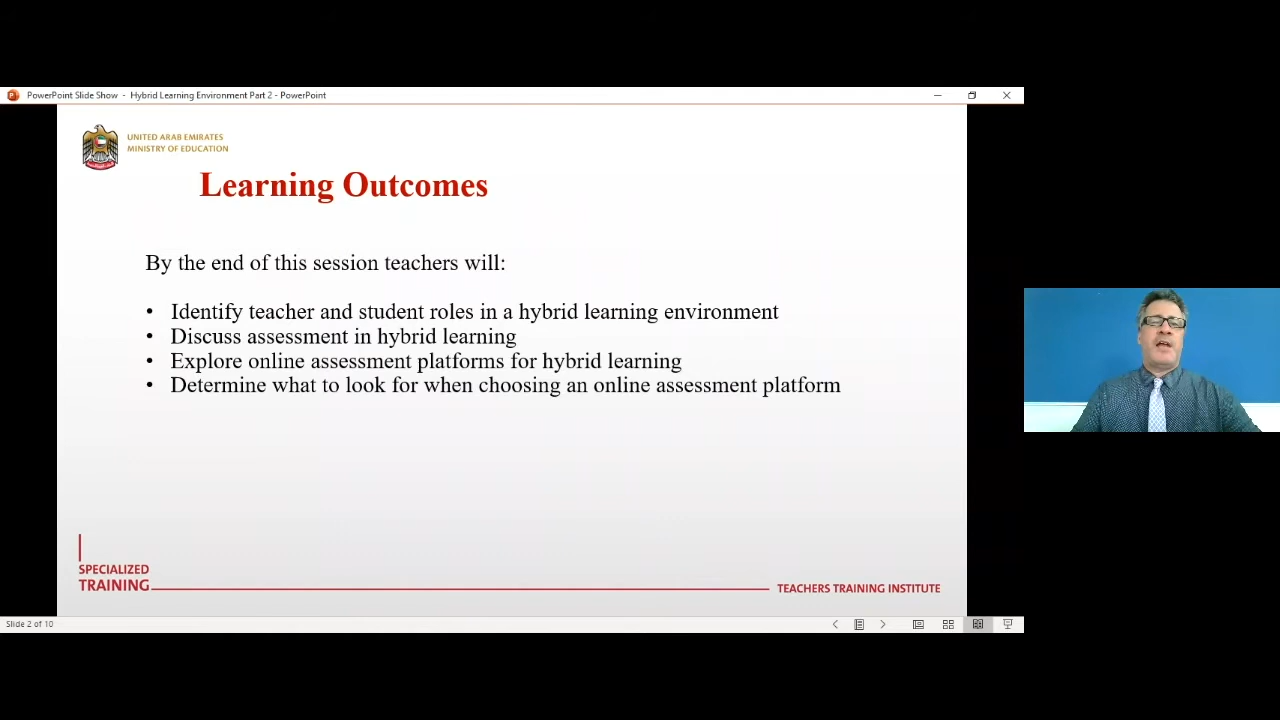 PowerPoint Slide Show - Hybrid Learning Environment Part 2 - PowerPoint
UNITED ARAB EMIRATES
MINISTRY OF EDUCATION
Learning Outcomes
By the end of this session teachers will:
• Identify teacher and student roles in a hybrid learning environment
• Discuss assessment in hybrid learning
• Explore online assessment platforms for hybrid learning
• Determine what to look for when choosing an online assessment platform
SPECIALIZED
TRAINING
TEACHERS TRAINING INSTITUTE
Slide 2 of 10